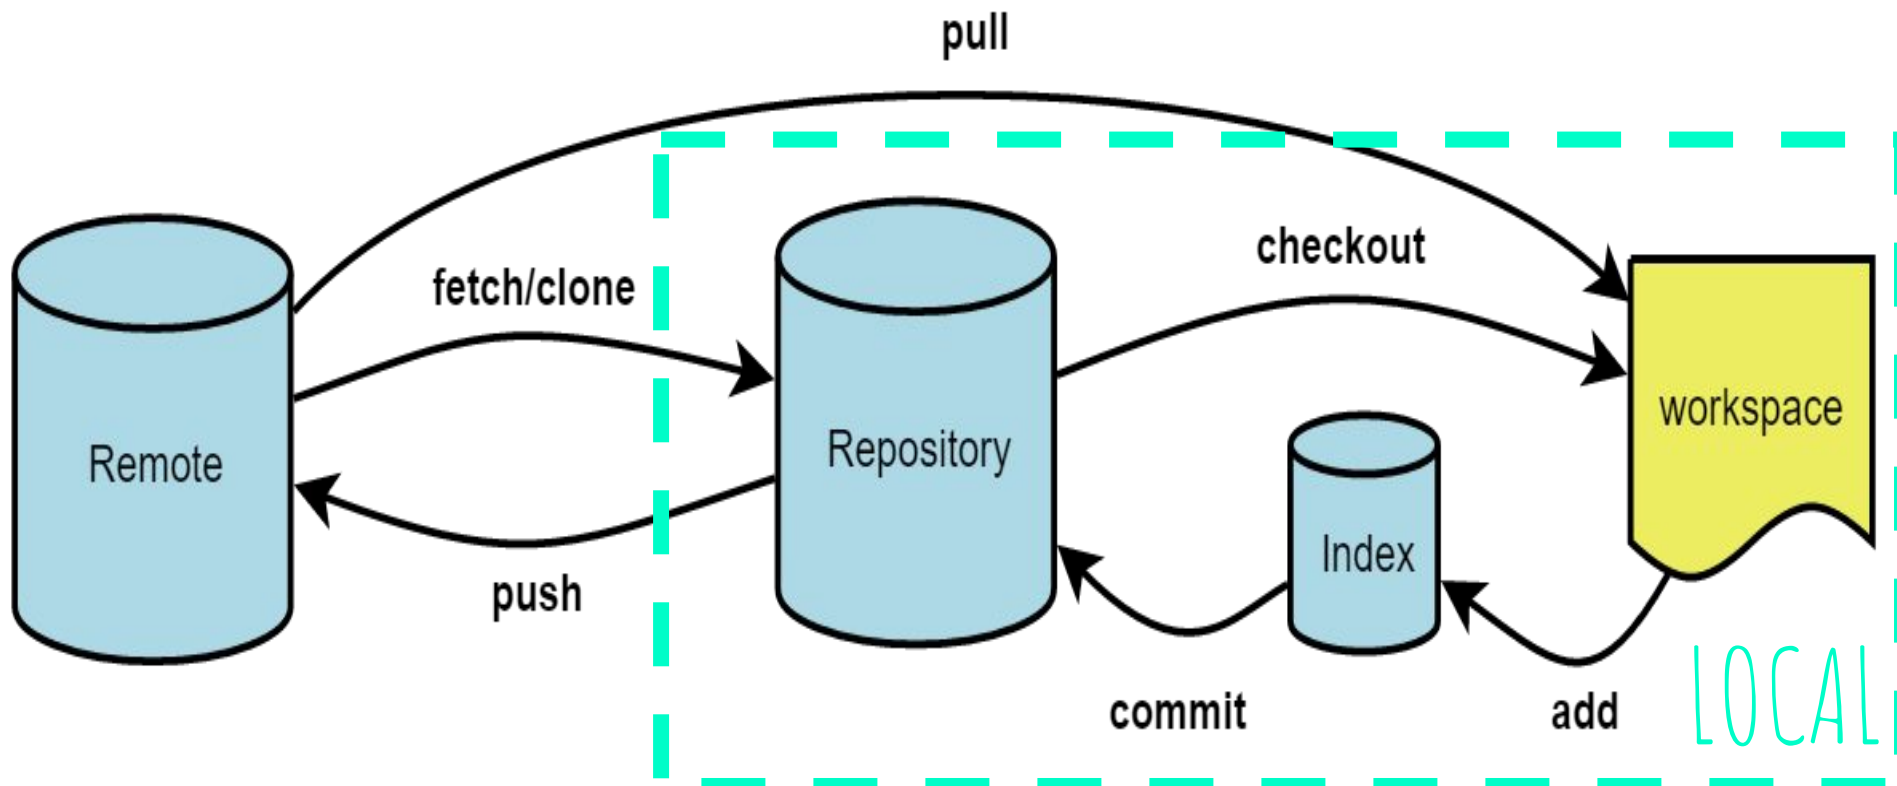 pull
checkout
fetch/clone
workspace
Remote
Repository
Index
push
commit
add
LOCAL